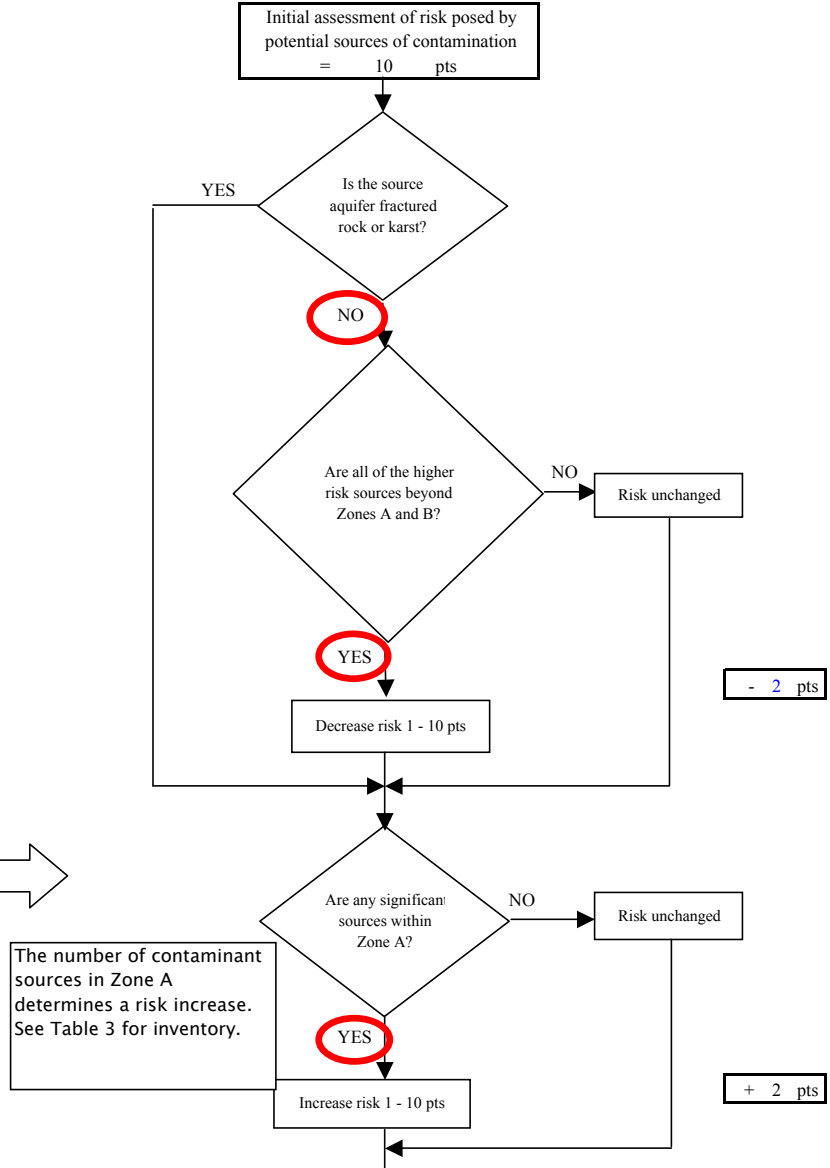 Initial assessment of risk posed by
potential sources of contamination
= 10 pts
YES
Is the source
aquifer fractured
rock or karst?
NO
Are all of the higher
risk sources beyond
Zones A and B?
NO
Risk unchanged
YES
- 2 pts
Decrease risk 1 - 10 pts
Are any significant
sources within
Zone A?
NO
Risk unchanged
The number of contaminant
sources in Zone A
determines a risk increase.
See Table 3 for inventory.
YES
+ 2 pts
Increase risk 1 - 10 pts